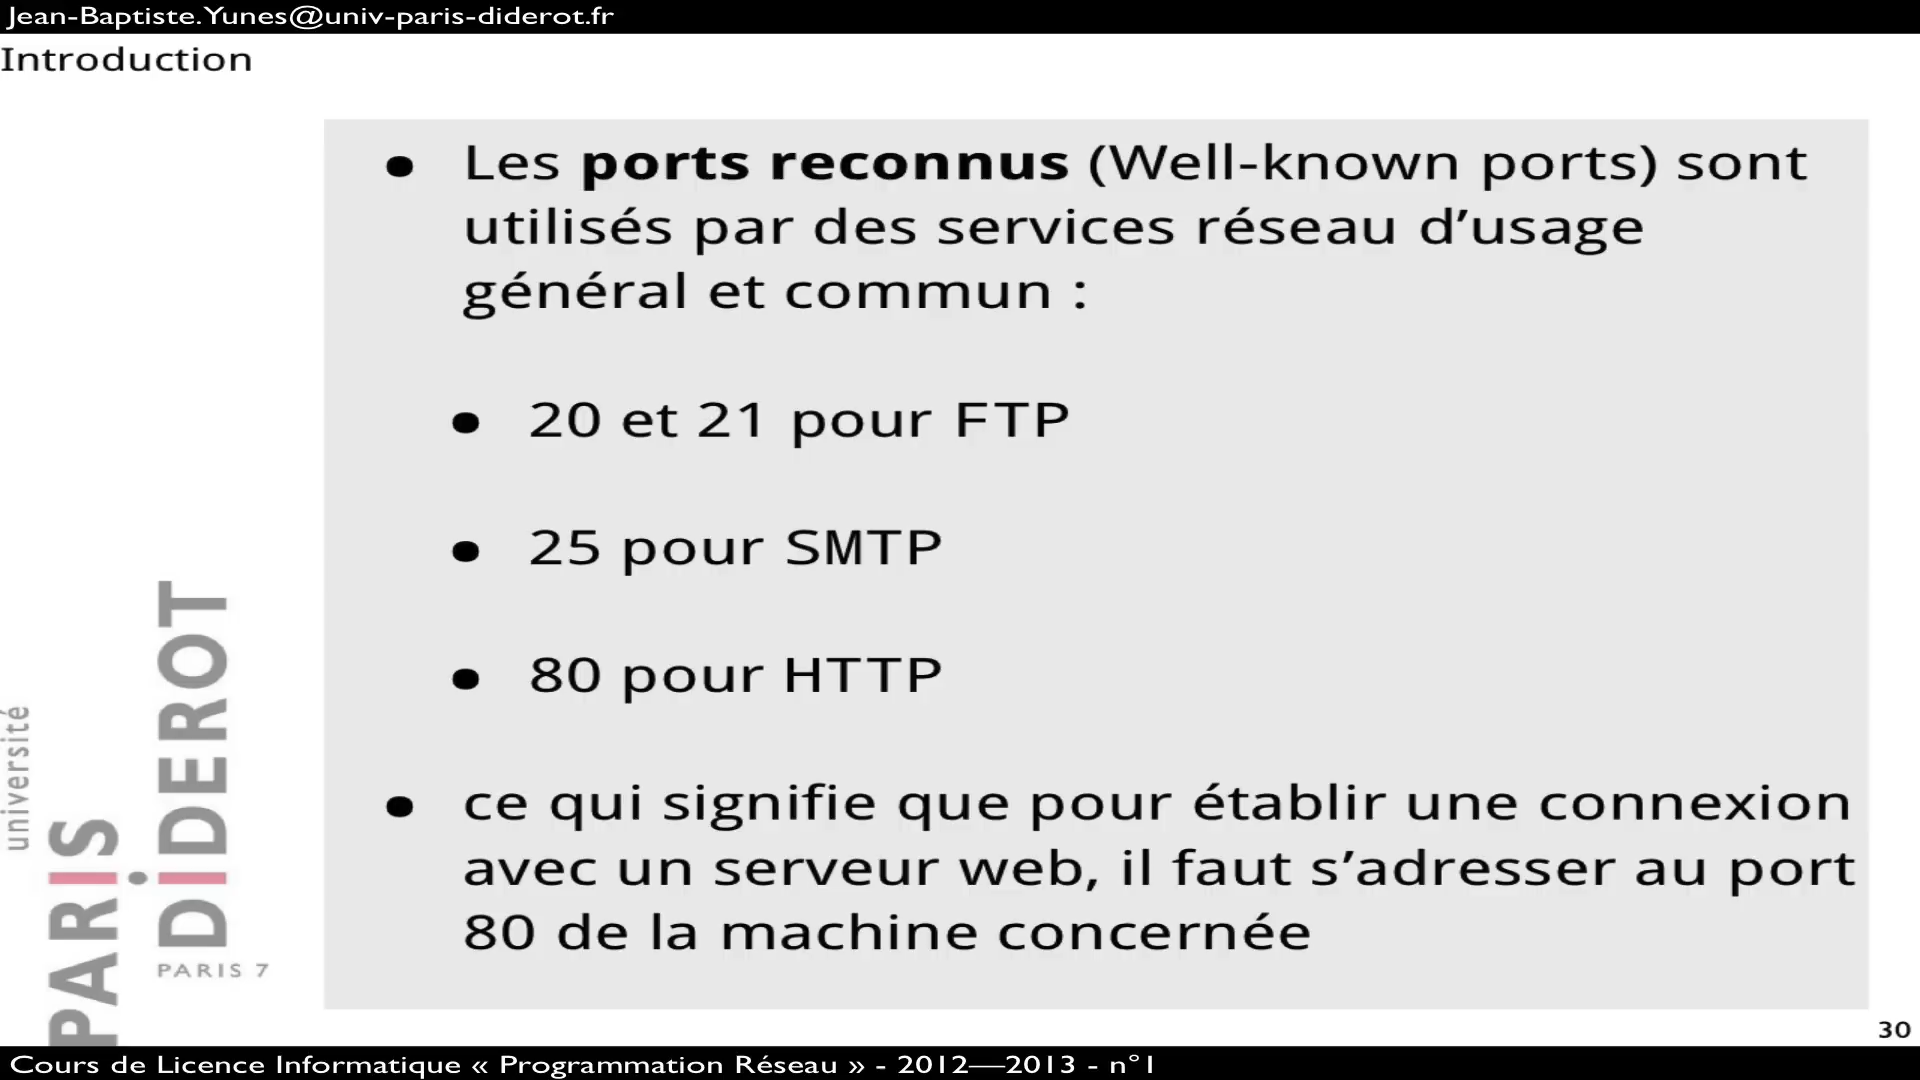 Jean-Baptiste.Yunes@univ-paris-diderot.fr
Introduction
• Les ports reconnus (Well-known ports) sont
utilisés par des services réseau d’usage
général et commun :
• 20 et 21 pour FTP
• 25 pour SMTP
• 80 pour HTTP
• ce qui signifie que pour établir une connexion
avec un serveur web, il faut s’adresser au port
80 de la machine concernée
université
PARIS
DIDEROT
PARIS 7
30
Cours de Licence Informatique « Programmation Réseau » - 2012—2013 - n°1